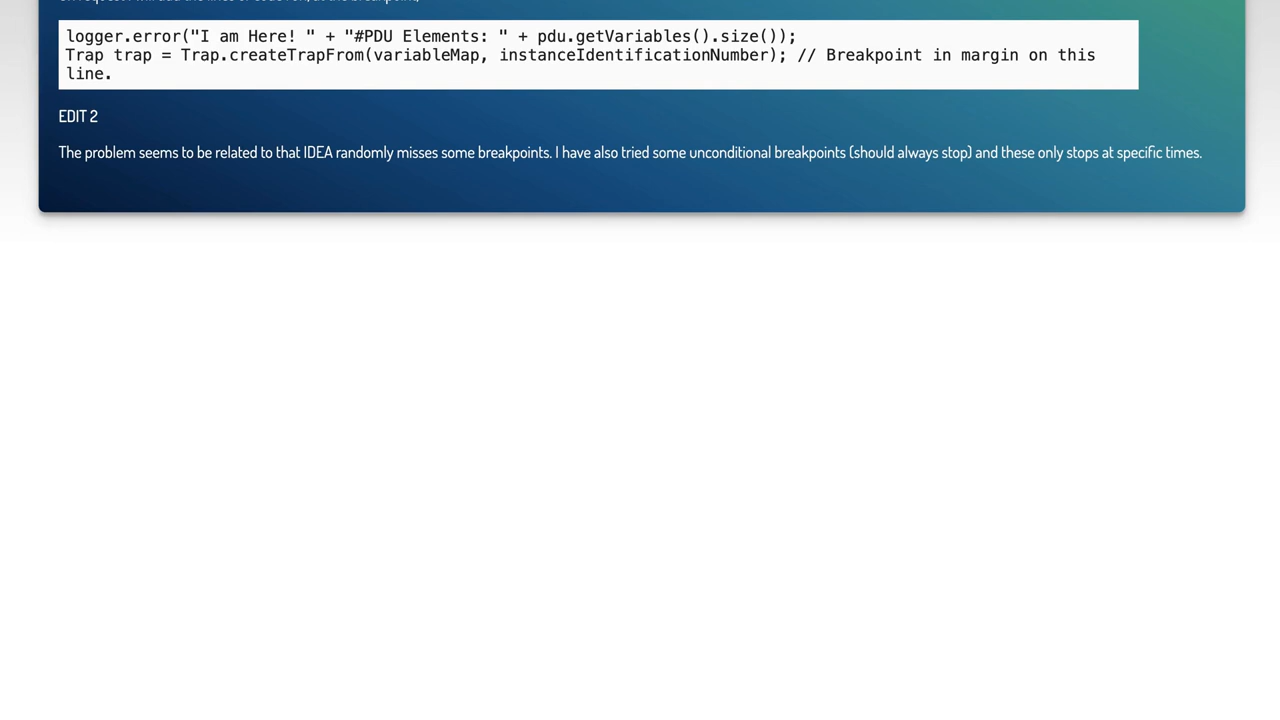 logger.error("I am Here! " + "#PDU Elements: " + pdu.getVariables().size());
Trap trap = Trap.createTrapFrom(variableMap, instanceIdentificationNumber); // Breakpoint in margin on this
line.
EDIT 2
The problem seems to be related to that IDEA randomly misses some breakpoints. I have also tried some unconditional breakpoints (should always stop) and these only stops at specific times.